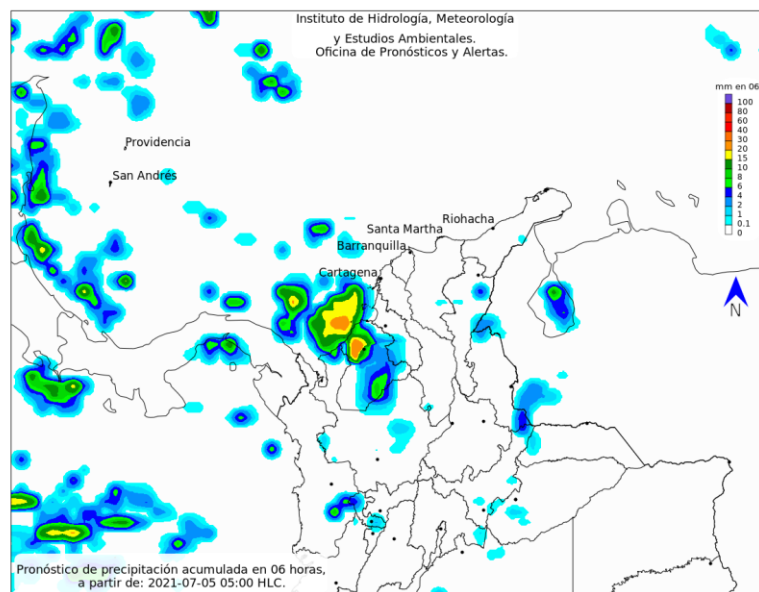 Instituto de Hidrología, Meteorología
y Estudios Ambientales.
Oficina de Pronósticos y Alertas.
mm en 06
100
80
60
40
30
20
15
10
8
6
4
2
1
0.1
0
Providencia
San Andrés
Riohacha
Santa Martha
Barranquilla
Cartagena
N
Pronóstico de precipitación acumulada en 06 horas,
a partir de: 2021-07-05 05:00 HLC.